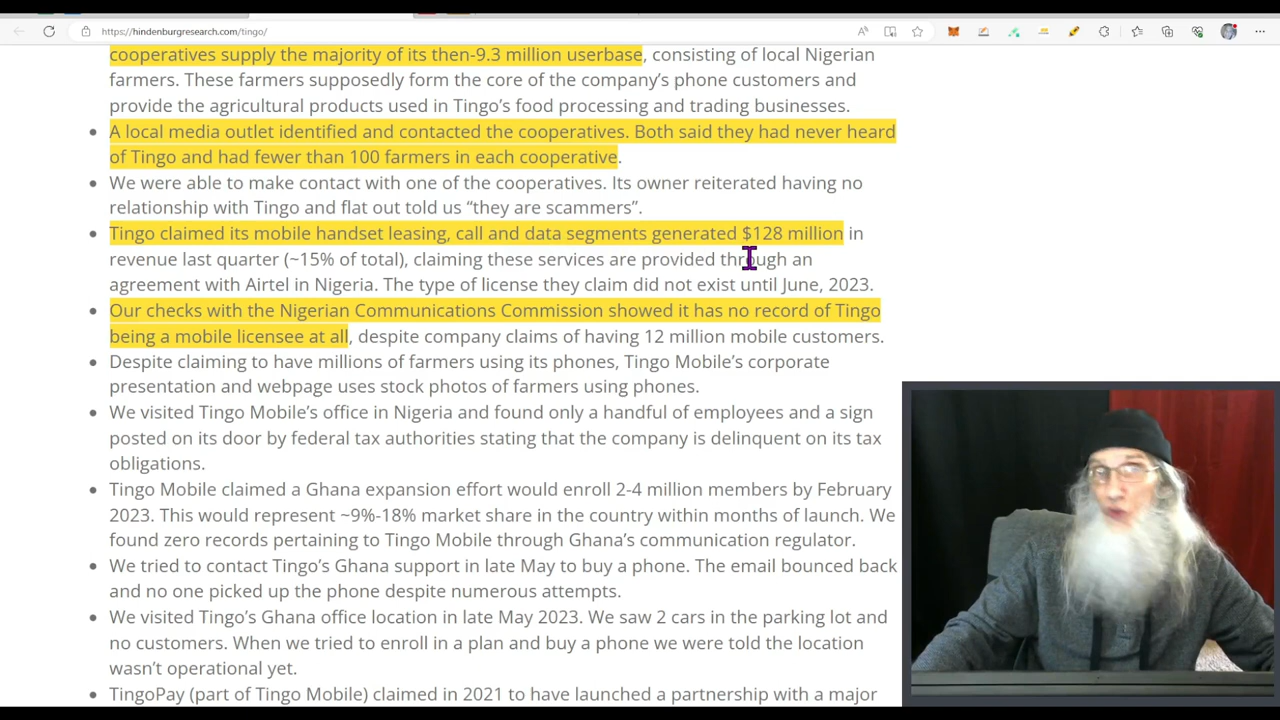 https://hindenburgresearch.com/tingo/
cooperatives supply the majority of its then-9.3 million userbase, consisting of local Nigerian
farmers. These farmers supposedly form the core of the company’s phone customers and
provide the agricultural products used in Tingo’s food processing and trading businesses.
• A local media outlet identified and contacted the cooperatives. Both said they had never heard
of Tingo and had fewer than 100 farmers in each cooperative.
• We were able to make contact with one of the cooperatives. Its owner reiterated having no
relationship with Tingo and flat out told us “they are scammers”.
• Tingo claimed its mobile handset leasing, call and data segments generated $128 million in
revenue last quarter (~15% of total), claiming these services are provided through an
agreement with Airtel in Nigeria. The type of license they claim did not exist until June, 2023.
• Our checks with the Nigerian Communications Commission showed it has no record of Tingo
being a mobile licensee at all, despite company claims of having 12 million mobile customers.
• Despite claiming to have millions of farmers using its phones, Tingo Mobile’s corporate
presentation and webpage uses stock photos of farmers using phones.
• We visited Tingo Mobile’s office in Nigeria and found only a handful of employees and a sign
posted on its door by federal tax authorities stating that the company is delinquent on its tax
obligations.
• Tingo Mobile claimed a Ghana expansion effort would enroll 2-4 million members by February
2023. This would represent ~9%-18% market share in the country within months of launch. We
found zero records pertaining to Tingo Mobile through Ghana’s communication regulator.
• We tried to contact Tingo’s Ghana support in late May to buy a phone. The email bounced back
and no one picked up the phone despite numerous attempts.
• We visited Tingo’s Ghana office location in late May 2023. We saw 2 cars in the parking lot and
no customers. When we tried to enroll in a plan and buy a phone we were told the location
wasn’t operational yet.
• TingoPay (part of Tingo Mobile) claimed in 2021 to have launched a partnership with a major